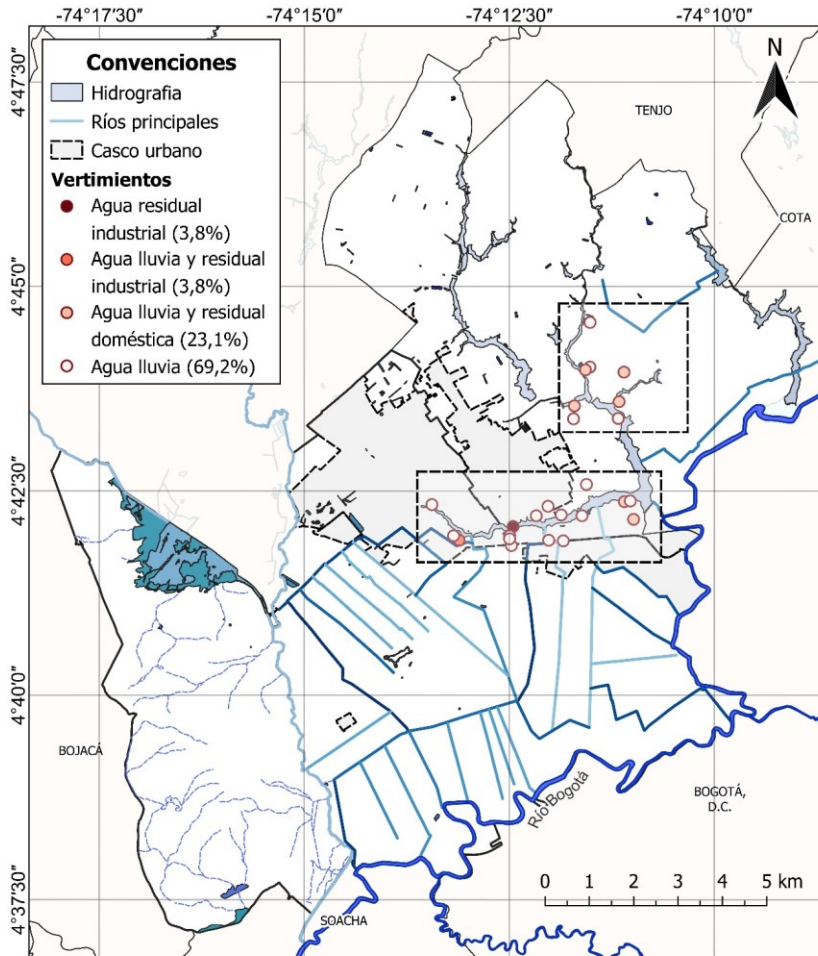 -74°17'30" -74°15'00" -74°12'30" -74°10'00"
N
4°47'30"
4°45'0"
4°42'30"
4°40'0"
4°37'30"
Convenciones
Hidrografia
Ríos principales
Casco urbano
Vertimientos
Agua residual
industrial (3,8%)
Agua lluvia y residual
industrial (3,8%)
Agua lluvia y residual
doméstica (23,1%)
Agua lluvia (69,2%)
TENJO
COTA
BOJACÁ
BOGOTÁ,
D.C.
Río Bogotá
SOACHA
0 1 2 3 4 5 km